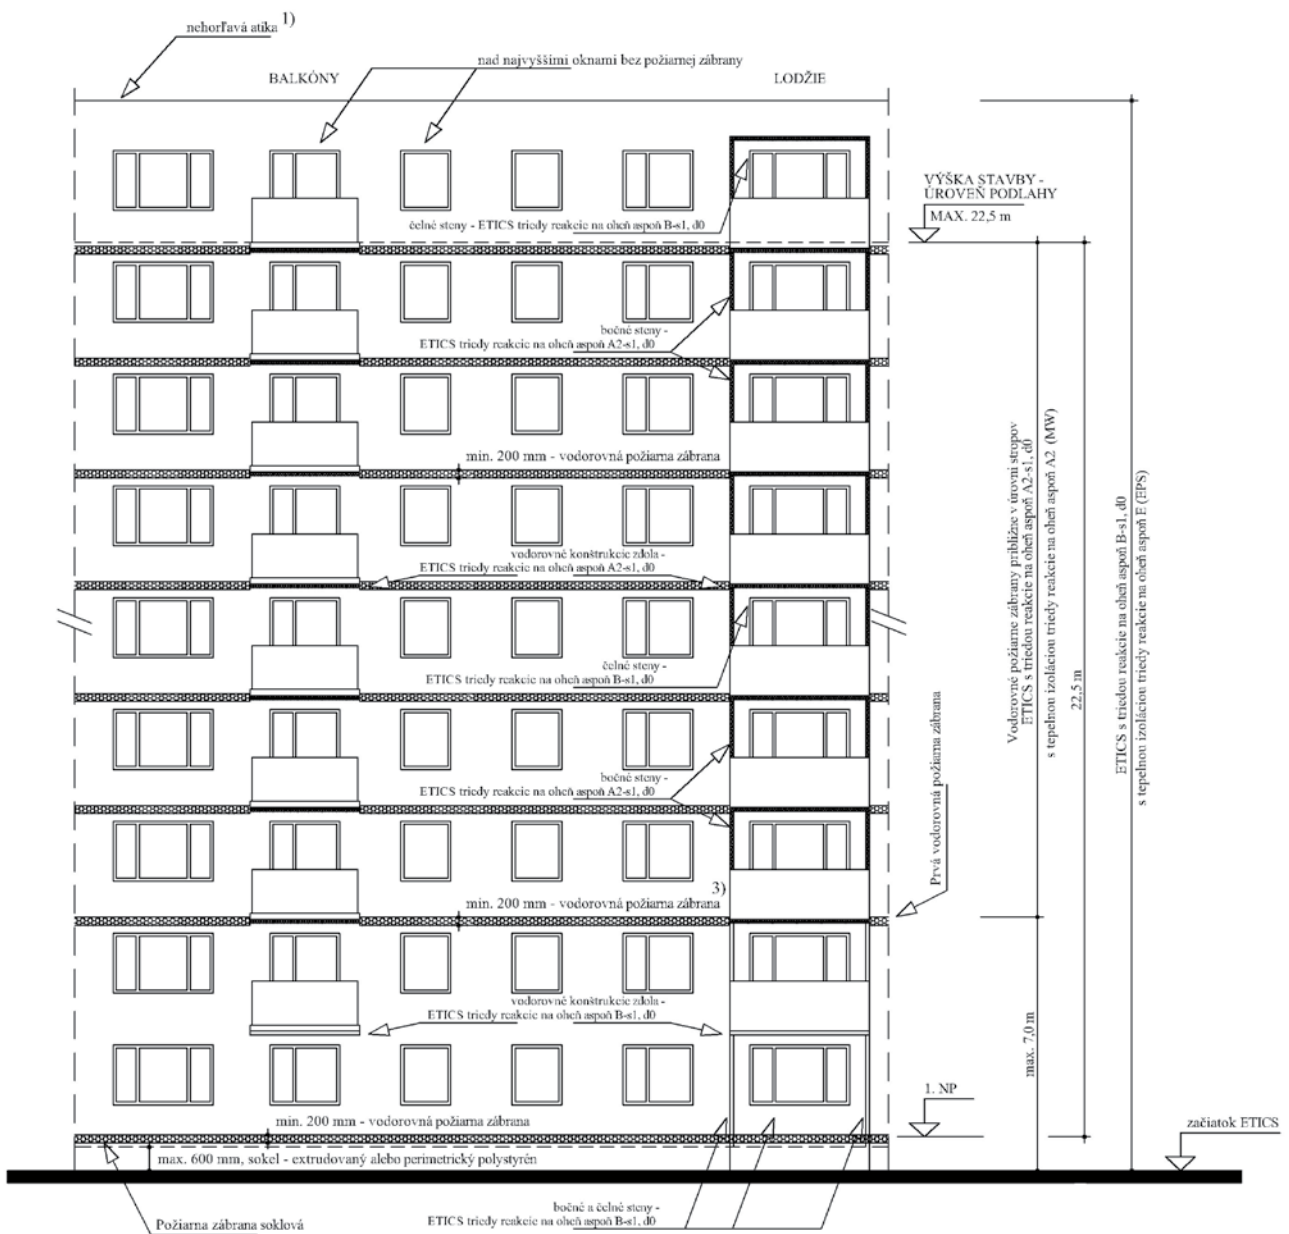 nehorľavá atika 1)
nad najvyššími oknami bez požiarnej zábrany
BALKÓNY
LODŽIE
VÝŠKA STAVBY -
ÚROVEŇ PODLAHY
MAX. 22,5 m
čelné steny - ETICS triedy reakcie na oheň aspoň B-s1, d0
bočné steny -
ETICS triedy reakcie na oheň aspoň A2-s1, d0
min. 200 mm - vodorovná požiarna zábrana
vodorovné konštrukcie zdola -
ETICS triedy reakcie na oheň aspoň A2-s1, d0
čelné steny -
ETICS triedy reakcie na oheň aspoň B-s1, d0
bočné steny -
ETICS triedy reakcie na oheň aspoň A2-s1, d0
3)
min. 200 mm - vodorovná požiarna zábrana
vodorovné konštrukcie zdola -
ETICS triedy reakcie na oheň aspoň B-s1, d0
Prvá vodorovná požiarna zábrana
Vodorovné požiarne zábrany približne v úrovni stropov
ETICS s triedou reakcie na oheň aspoň A2-s1, d0
s tepelnou izoláciou triedy reakcie na oheň aspoň A2 (MW)
22,5 m
ETICS s triedou reakcie na oheň aspoň B-s1, d0
s tepelnou izoláciou triedy reakcie na oheň aspoň E (EPS)
max. 7,0 m
1. NP
začiatok ETICS
min. 200 mm - vodorovná požiarna zábrana
max. 600 mm, sokel - extrudovaný alebo perimetrický polystyrén
bočné a čelné steny -
ETICS triedy reakcie na oheň aspoň B-s1, d0
Požiarna zábrana soklová